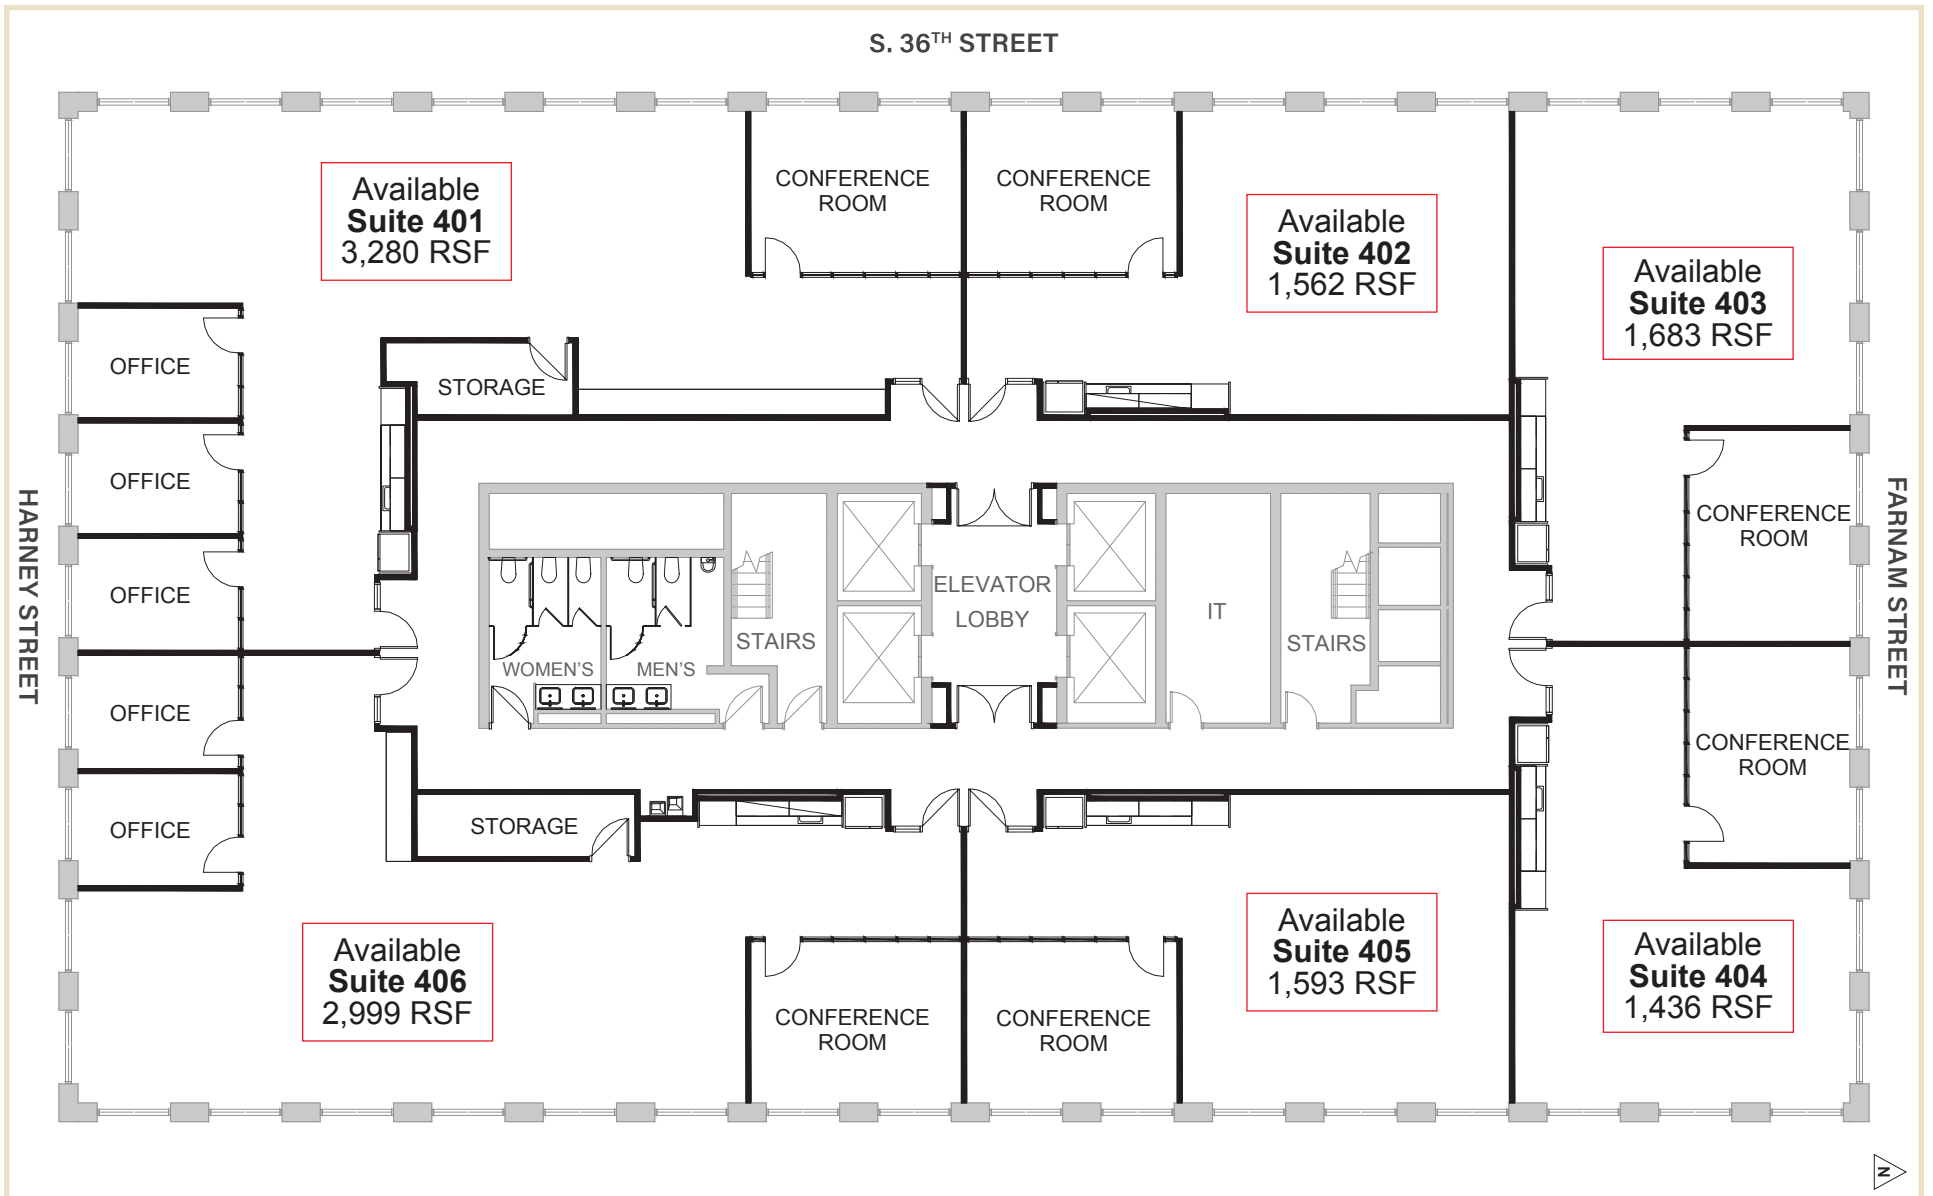 S. 36TH STREET
Available
Suite 401
3,280 RSF
CONFERENCE
ROOM
CONFERENCE
ROOM
Available
Suite 402
1,562 RSF
Available
Suite 403
1,683 RSF
OFFICE
STORAGE
OFFICE
OFFICE
OFFICE
OFFICE
HARNEY STREET
WOMEN'S
MEN'S
STAIRS
ELEVATOR
LOBBY
IT
STAIRS
CONFERENCE
ROOM
CONFERENCE
ROOM
FARNAM STREET
STORAGE
Available
Suite 406
2,999 RSF
CONFERENCE
ROOM
CONFERENCE
ROOM
Available
Suite 405
1,593 RSF
Available
Suite 404
1,436 RSF
N